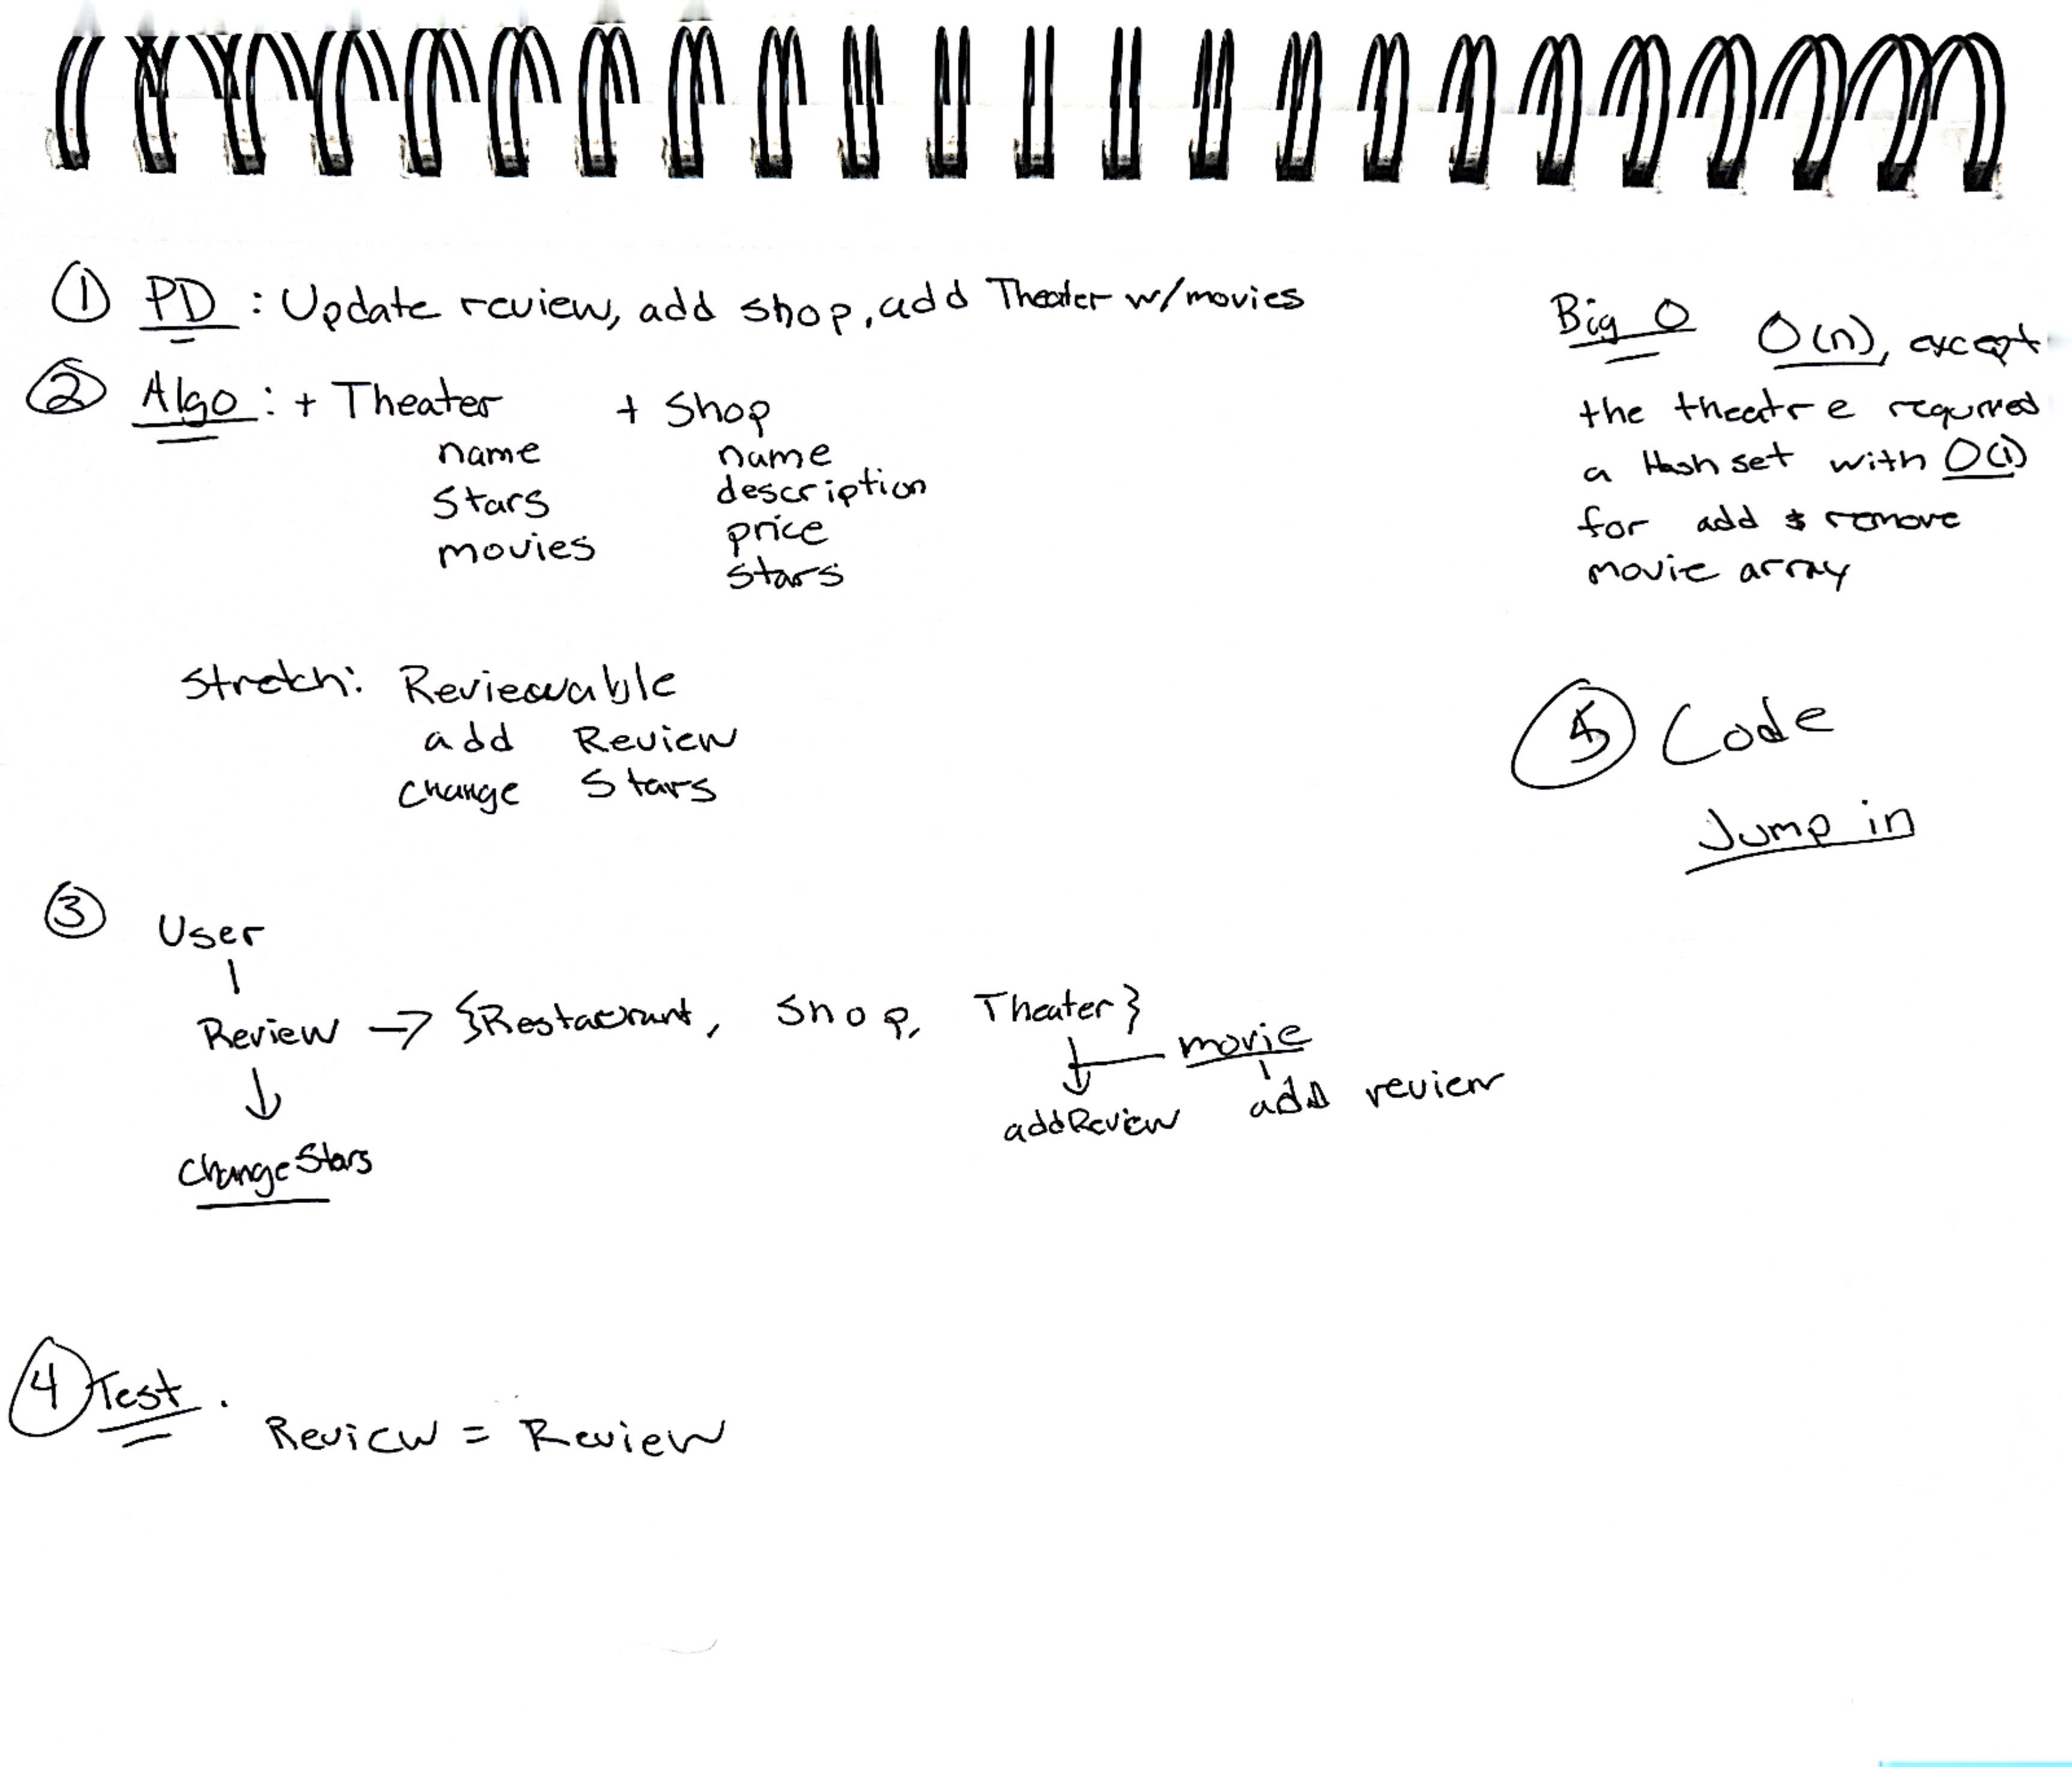 ① PD : Update review, add shop, add Theater w/movies
② Algo : + Theater + Shop
name name
Stars description
movies price
stars
Stretch: Reviewable
add Review
change Stars
③ User
Review → {Restaurant, Shop, Theater}
movie
addReview add review
changeStars
④ Test.
Review = Review
Big O O(n), except
the theatre required
a Hash set with O(1)
for add & remove
movie array
⑤ Code
Jump in